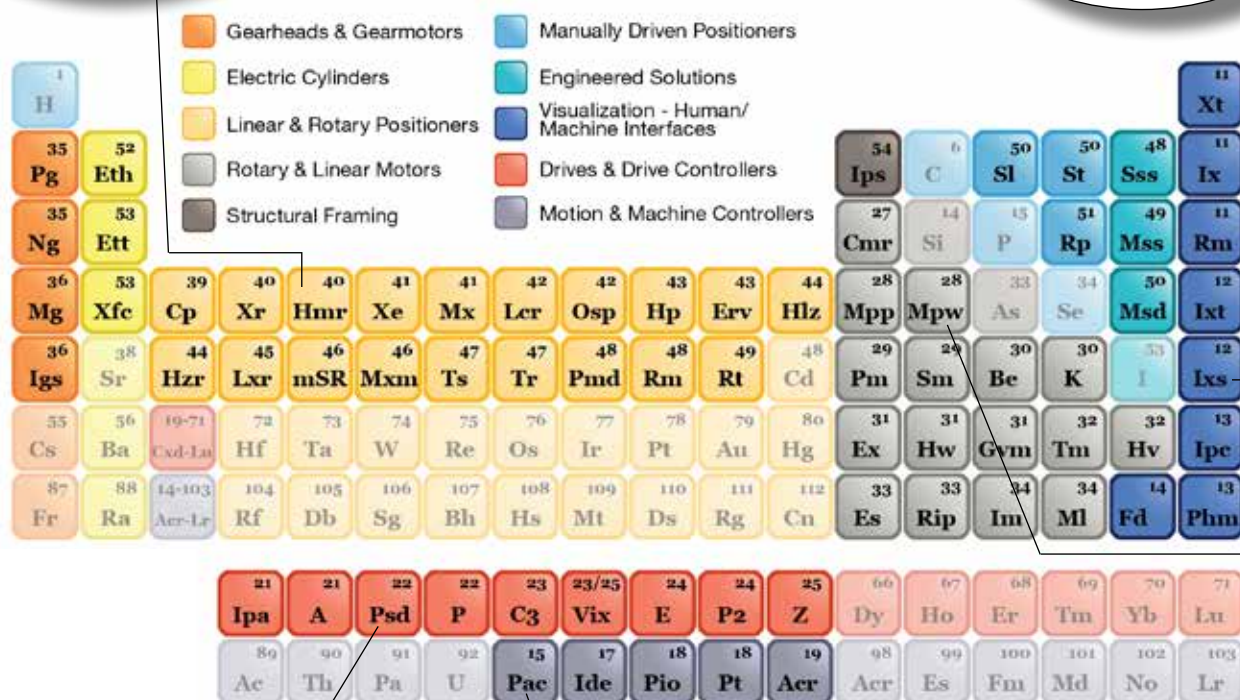 Gearheads & Gearmotors
Electric Cylinders
Linear & Rotary Positioners
Rotary & Linear Motors
Structural Framing
Manually Driven Positioners
Engineered Solutions
Visualization - Human/
Machine Interfaces
Drives & Drive Controllers
Motion & Machine Controllers
1 11
H Xt
35 52 54 6 50 50 48 11
Pg Eth Ips C Sl St Sss Ix
35 53 27 14 15 51 49 11
Ng Ett Cmr Si P Rp Mss Rm
36 53 39 40 40 41 41 42 42 43 43 44 28 28 33 34 50 12
Mg Xfc Cp Xr Hmr Xe Mx Lcr Osp Hp Erv Hlz Mpp Mpw As Se Msd Ixt
36 38 44 45 46 46 47 47 48 48 49 48 29 29 30 30 53 12
Igs Sr Hzr Lxr mSR Mxm Ts Tr Pmd Rm Rt Cd Pm Sm Be K I Ixs
55 56 19-71 72 73 74 75 76 77 78 79 80 31 31 31 32 32 13
Cs Ba Cxd-Lu Hf Ta W Re Os Ir Pt Au Hg Ex Hw Gvm Tm Hv Ipc
87 88 14-103 104 105 106 107 108 109 110 111 112 33 33 34 34 14 13
Fr Ra Acr-Lr Rf Db Sg Bh Hs Mt Ds Rg Cn Es Rip Im Ml Fd Phm
21 21 22 22 23 23/25 24 24 25 66 67 68 69 70 71
Ipa A Psd P C3 Vix E P2 Z Dy Ho Er Tm Yb Lu
89 90 91 92 15 17 18 18 19 98 99 100 101 102 103
Ac Th Pa U Pac Ide Pio Pt Acr Acr Es Fm Md No Lr